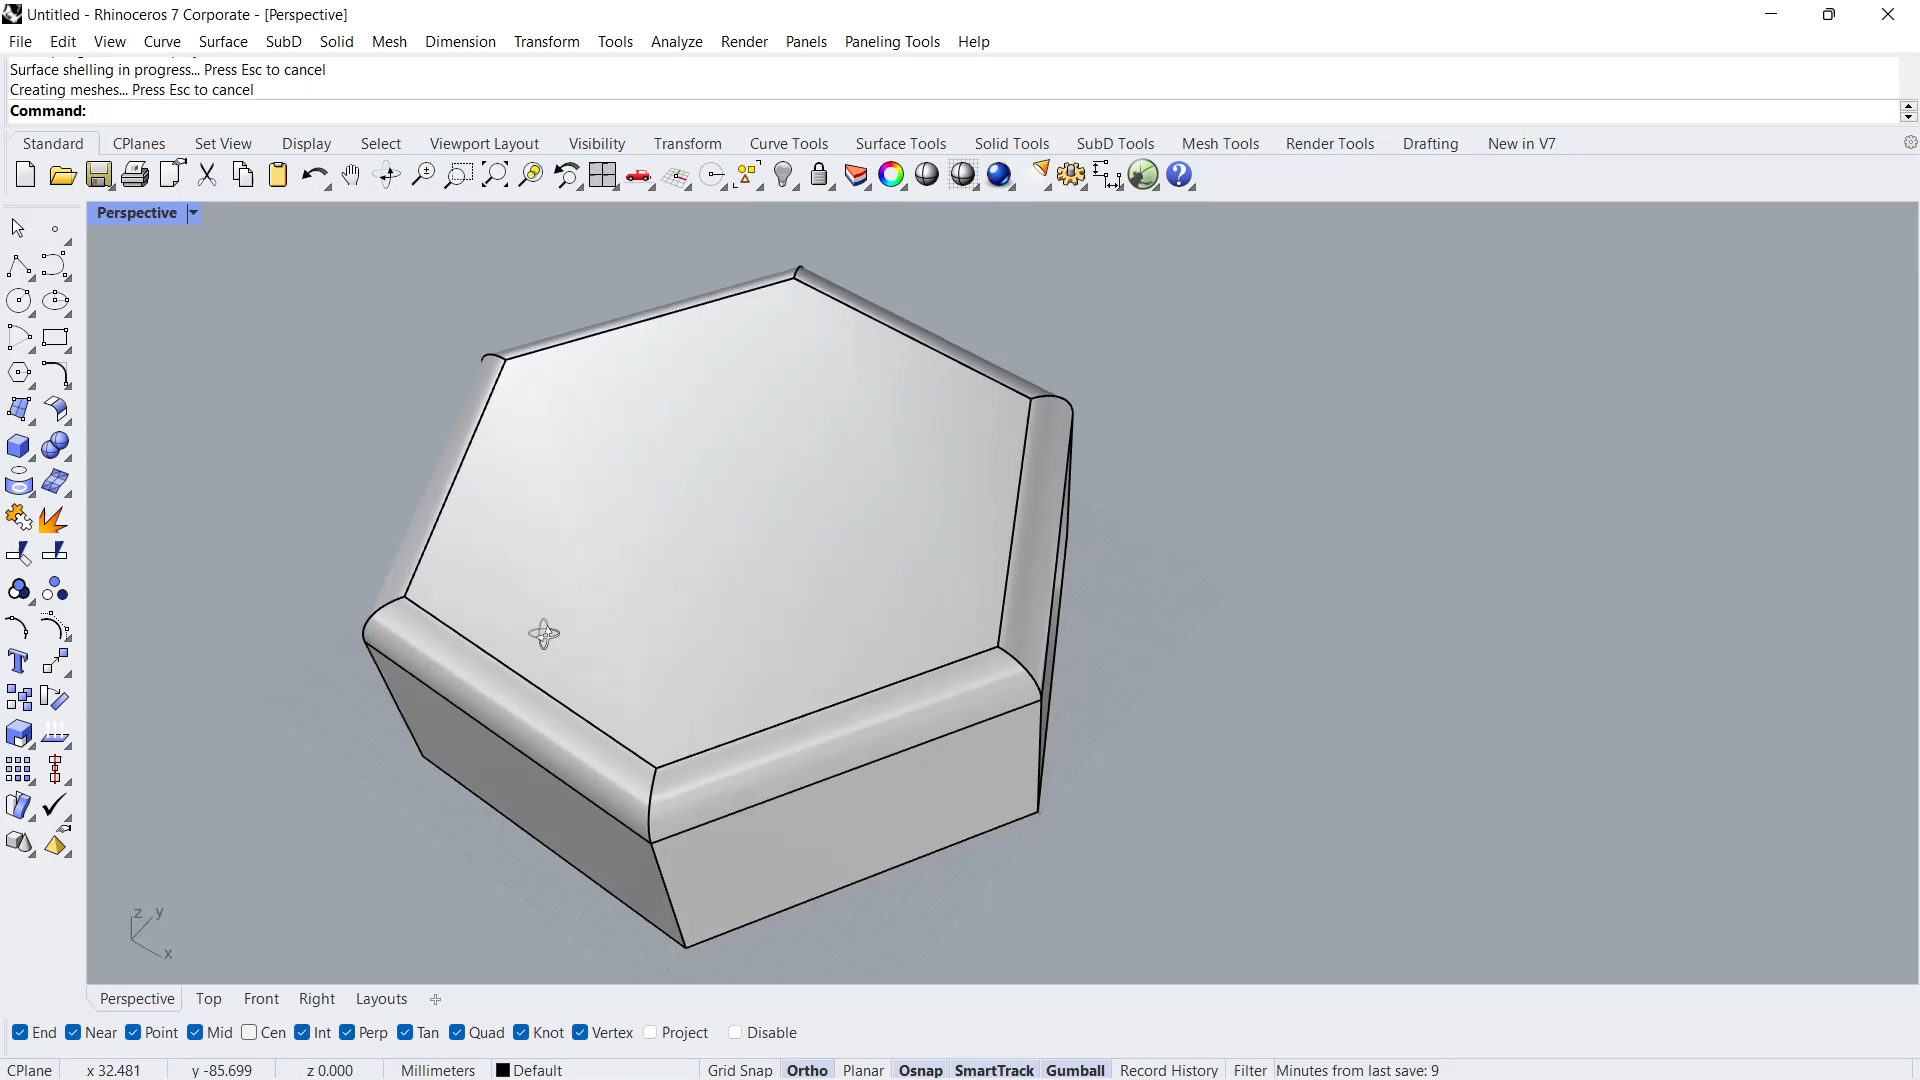 Untitled - Rhinoceros 7 Corporate - [Perspective]
File Edit View Curve Surface SubD Solid Mesh Dimension Transform Tools Analyze Render Panels Paneling Tools Help
Surface shelling in progress... Press Esc to cancel
Creating meshes... Press Esc to cancel
Command:
Standard CPlanes Set View Display Select Viewport Layout Visibility Transform Curve Tools Surface Tools Solid Tools SubD Tools Mesh Tools Render Tools Drafting New in V7
Perspective
z y
x
Perspective Top Front Right Layouts
End Near Point Mid Cen Int Perp Tan Quad Knot Vertex Project Disable
CPlane x 32.481 y -85.699 z 0.000 Millimeters Default Grid Snap Ortho Planar Osnap SmartTrack Gumball Record History Filter Minutes from last save: 9